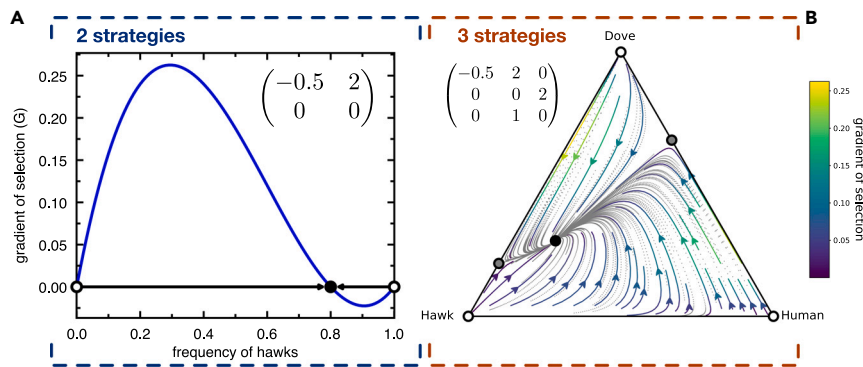 A
2 strategies
gradient of selection (G)
0.25
0.20
0.15
0.10
0.05
0.00
−0.5 2
0 0
0.0 0.2 0.4 0.6 0.8 1.0
frequency of hawks
3 strategies
B
−0.5 2 0
0 0 2
0 1 0
Dove
Hawk
Human
0.25
0.20
0.15
0.10
0.05
gradient of selection